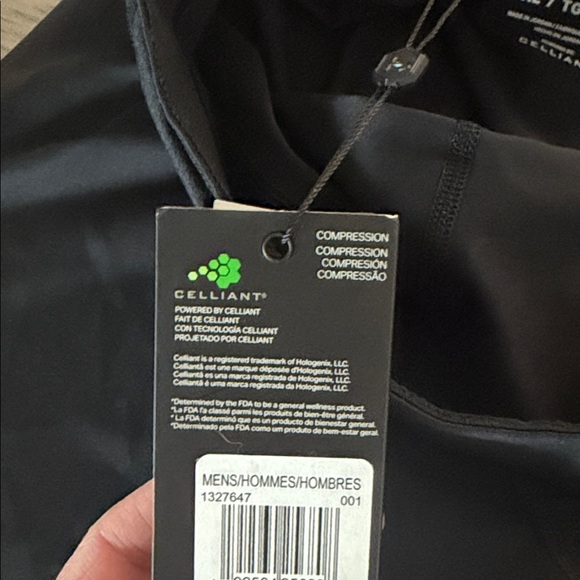 COMPRESSION
COMPRESSION
COMPRESIÓN
COMPRESSÃO
CELLIANT®
POWERED BY CELLIANT
FAIT DE CELLIANT
CON TECNOLOGÍA CELLIANT
PROJETADO POR CELLIANT
Celliant is a registered trademark of Hologenix, LLC.
Celliantã est une marque déposée d'Hologenix, LLC.
Celliantã es una marca registrada de Hologenix, LLC.
Celliantã é uma marca registrada da Hologenix, LLC.
*Determined by the FDA to be a general wellness product.
*La FDA l'a classé parmi les produits de bien-être général.
* La FDA determinó que es un producto de bienestar general.
*Determinado pela FDA como um produto de bem-estar geral.
MENS/HOMMES/HOMBRES
1327647 001
CELLIANT